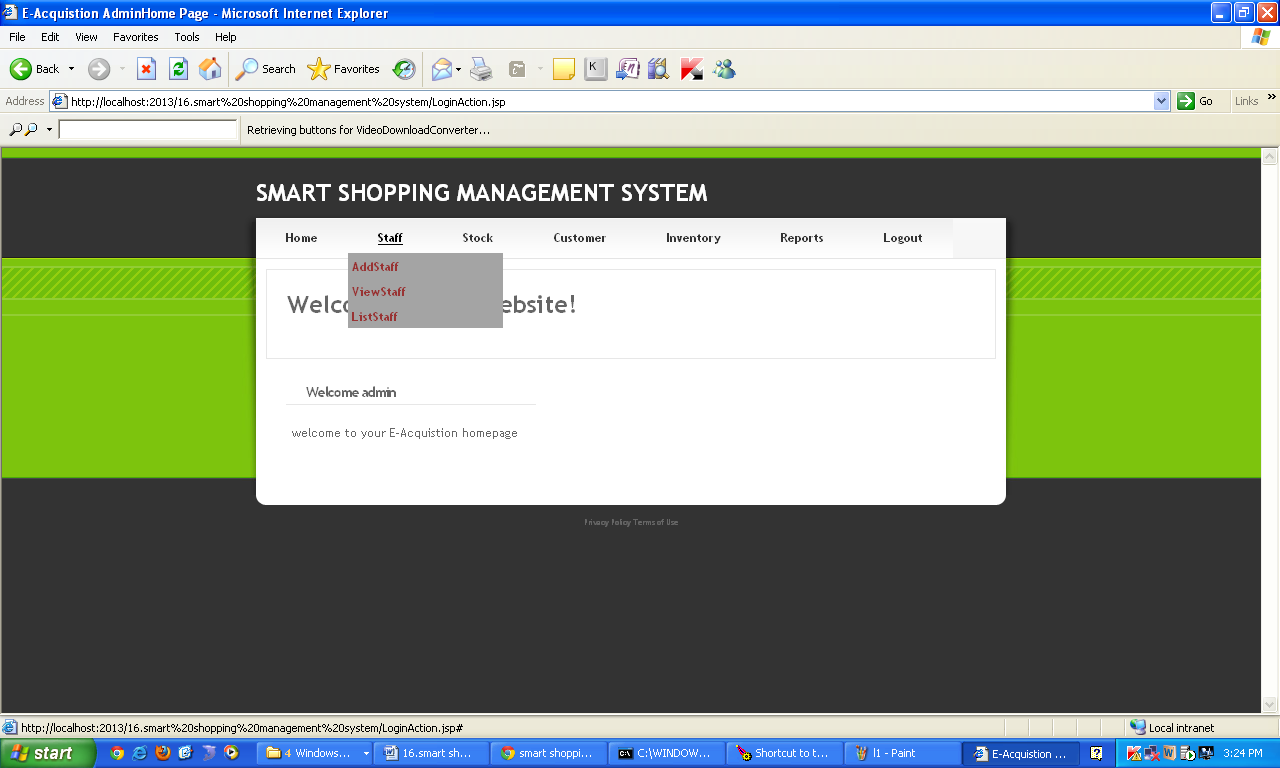 E-Acquistion AdminHome Page - Microsoft Internet Explorer
File Edit View Favorites Tools Help
Back Search Favorites
Address http://localhost:2013/16.smart%20shopping%20management%20system/LoginAction.jsp Go Links »
Retrieving buttons for VideoDownloadConverter...
SMART SHOPPING MANAGEMENT SYSTEM
Home Staff Stock Customer Inventory Reports Logout
AddStaff
ViewStaff
ListStaff
Welco ebsite!
Welcome admin
welcome to your E-Acquistion homepage
Privacy Policy Terms of Use
http://localhost:2013/16.smart%20shopping%20management%20system/LoginAction.jsp# Local intranet
start 4 Windows... 16.smart sh... smart shoppi... C:\WINDOW... Shortcut to t... l1 - Paint E-Acquistion ... 3:24 PM